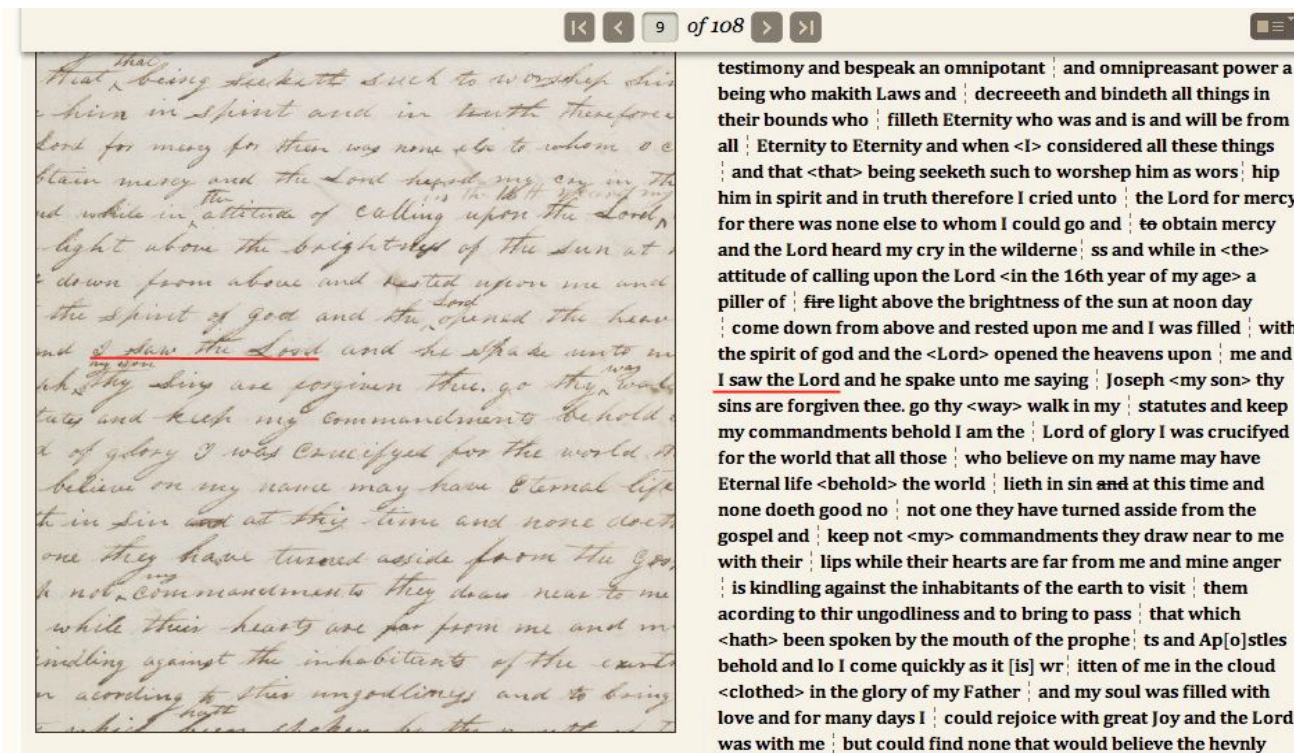 9 of 108
that
that being seeketh such to worshep him
him in spirit and in truth therefore
Lord for mercy for there was none else to whom I c
btain mercy and the Lord heard my cry in th
the in the 16th year of my
nd while in attitude of calling upon the Lord
light above the brightness of the sun at n
down from above and rested upon me and
Lord
the spirit of god and the opened the heav
nd I saw the Lord and he spake unto m
my son was
ph thy sins are forgiven thee. go thy walk
tutes and keep my commandments behold
d of glory I was crucifyed for the world th
believe on my name may have Eternal life
th in sin and at this time and none doeth
one they have turned asside from the gos
my
p not commandments they draw near to me
while their hearts are far from me and m
kindling against the inhabitants of the earth
m acording to thir ungodliness and to bring
hath
which been spoken by the mouth of
testimony and bespeak an omnipotant ¦ and omnipreasant power a
being who makith Laws and ¦ decreeeth and bindeth all things in
their bounds who ¦ filleth Eternity who was and is and will be from
all ¦ Eternity to Eternity and when <I> considered all these things
¦ and that <that> being seeketh such to worshep him as wors¦ hip
him in spirit and in truth therefore I cried unto ¦ the Lord for mercy
for there was none else to whom I could go and ¦ to obtain mercy
and the Lord heard my cry in the wilderne¦ ss and while in <the>
attitude of calling upon the Lord <in the 16th year of my age> a
piller of ¦ fire light above the brightness of the sun at noon day
¦ come down from above and rested upon me and I was filled ¦ with
the spirit of god and the <Lord> opened the heavens upon ¦ me and
I saw the Lord and he spake unto me saying ¦ Joseph <my son> thy
sins are forgiven thee. go thy <way> walk in my ¦ statutes and keep
my commandments behold I am the ¦ Lord of glory I was crucifyed
for the world that all those ¦ who believe on my name may have
Eternal life <behold> the world ¦ lieth in sin and at this time and
none doeth good no ¦ not one they have turned asside from the
gospel and ¦ keep not <my> commandments they draw near to me
with their ¦ lips while their hearts are far from me and mine anger
¦ is kindling against the inhabitants of the earth to visit ¦ them
acording to thir ungodliness and to bring to pass ¦ that which
<hath> been spoken by the mouth of the prophe¦ ts and Ap[o]stles
behold and lo I come quickly as it [is] wr¦ itten of me in the cloud
<clothed> in the glory of my Father ¦ and my soul was filled with
love and for many days I ¦ could rejoice with great Joy and the Lord
was with me ¦ but could find none that would believe the hevnly